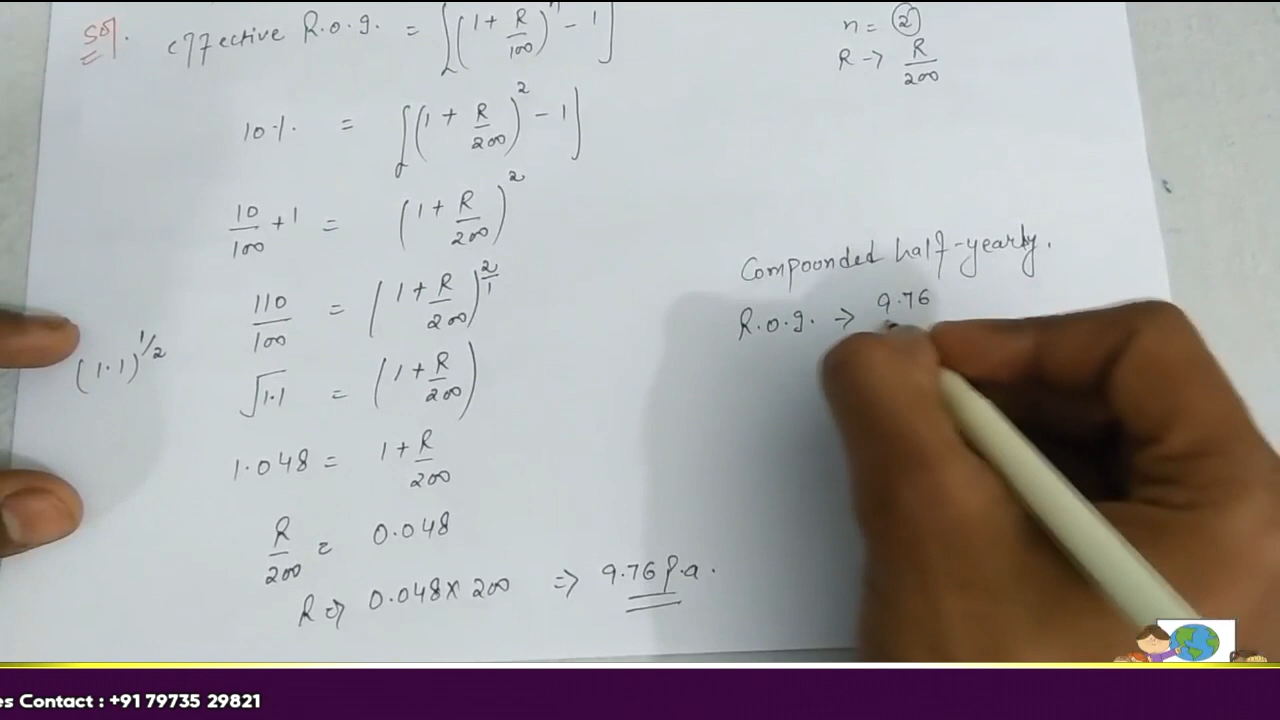 Sol. effective R.o.g. = [(1 + R/100)^n - 1]
n = 2
R -> R/200
10% = [(1 + R/200)^2 - 1]
10/100 + 1 = (1 + R/200)^2
110/100 = (1 + R/200)^2/1
(1.1)^1/2
√1.1 = (1 + R/200)
1.048 = 1 + R/200
R/200 = 0.048
R => 0.048 x 200 => 9.76 p.a.
Compounded half-yearly.
R.o.g. -> 9.76
es Contact : +91 79735 29821